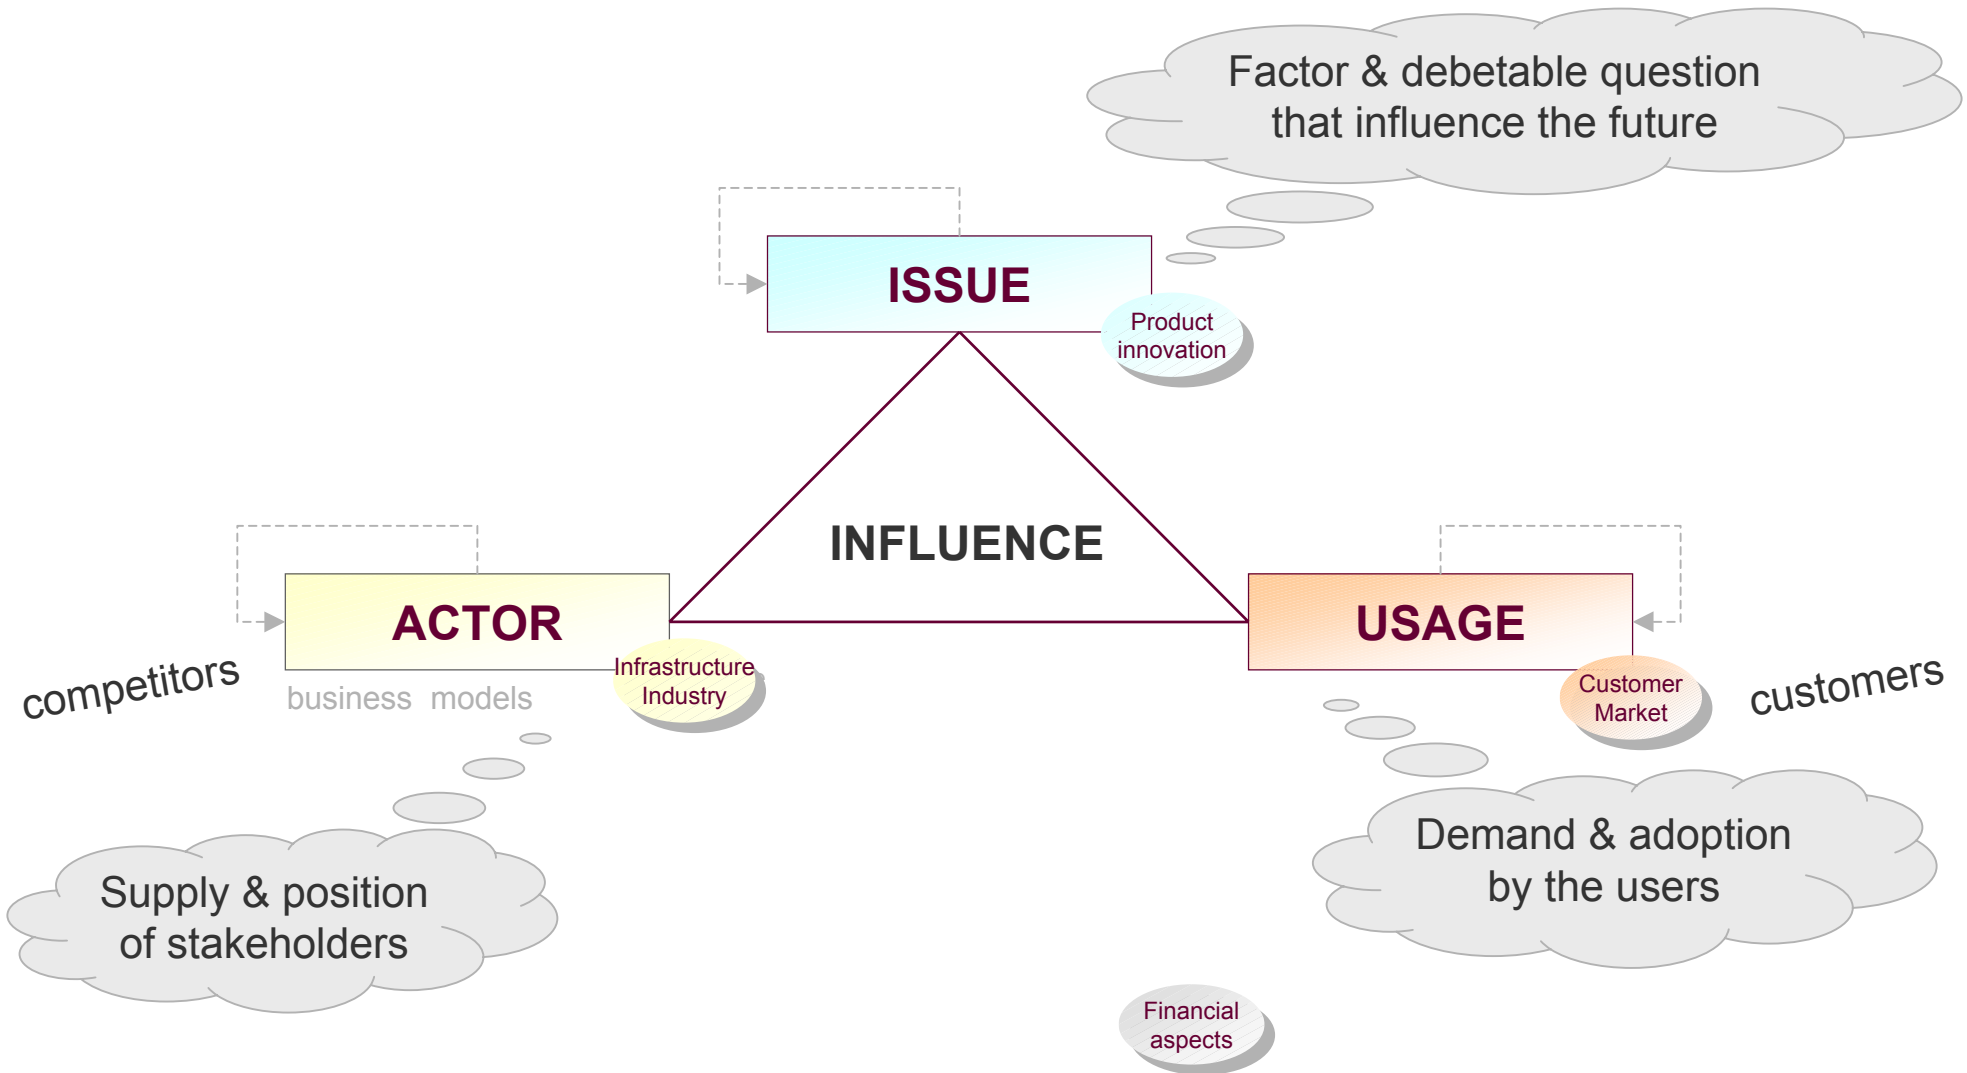 Factor & debetable question
that influence the future
ISSUE
Product
innovation
INFLUENCE
ACTOR
USAGE
competitors
business models
Infrastructure
Industry
Customer
Market
customers
Supply & position
of stakeholders
Demand & adoption
by the users
Financial
aspects